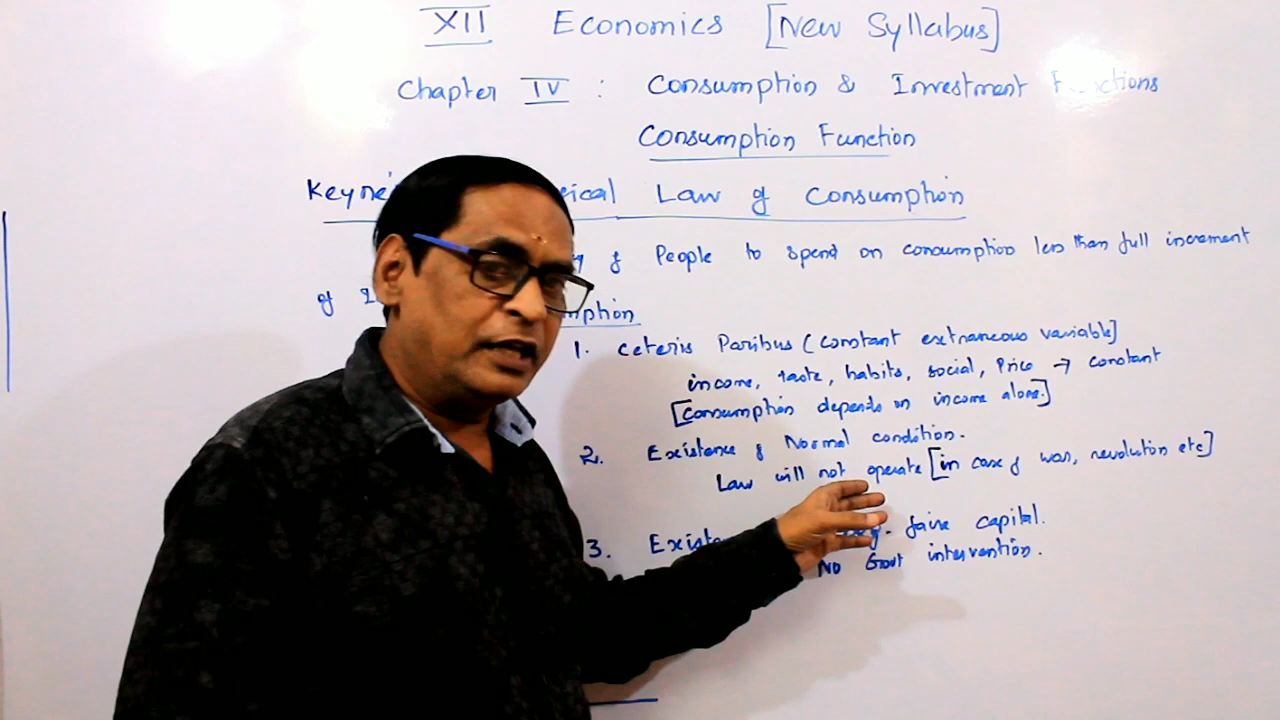 XII Economics [New Syllabus]
Chapter IV : Consumption & Investment Functions
Consumption Function
Law of Consumption
of People to spend on consumption less than full increment
of
1. Ceteris Paribus (constant extraneous variable]
income, taste, habits, social, Price → constant
[Consumption depends on income alone.]
2. Existence of Normal condition.
Law will not operate [in case of war, revolution etc]
3. faire capital.
No Govt intervention.